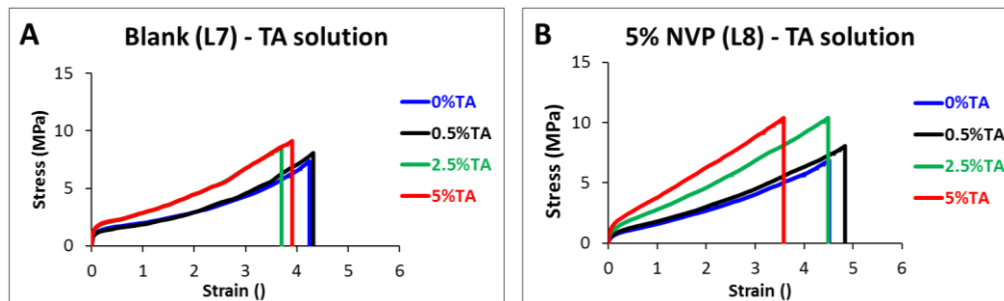 A
Blank (L7) - TA solution
Stress (MPa)
15
10
5
0
0 1 2 3 4 5 6
Strain ()
0%TA
0.5%TA
2.5%TA
5%TA
B
5% NVP (L8) - TA solution
Stress (MPa)
15
10
5
0
0 1 2 3 4 5 6
Strain ()
0%TA
0.5%TA
2.5%TA
5%TA